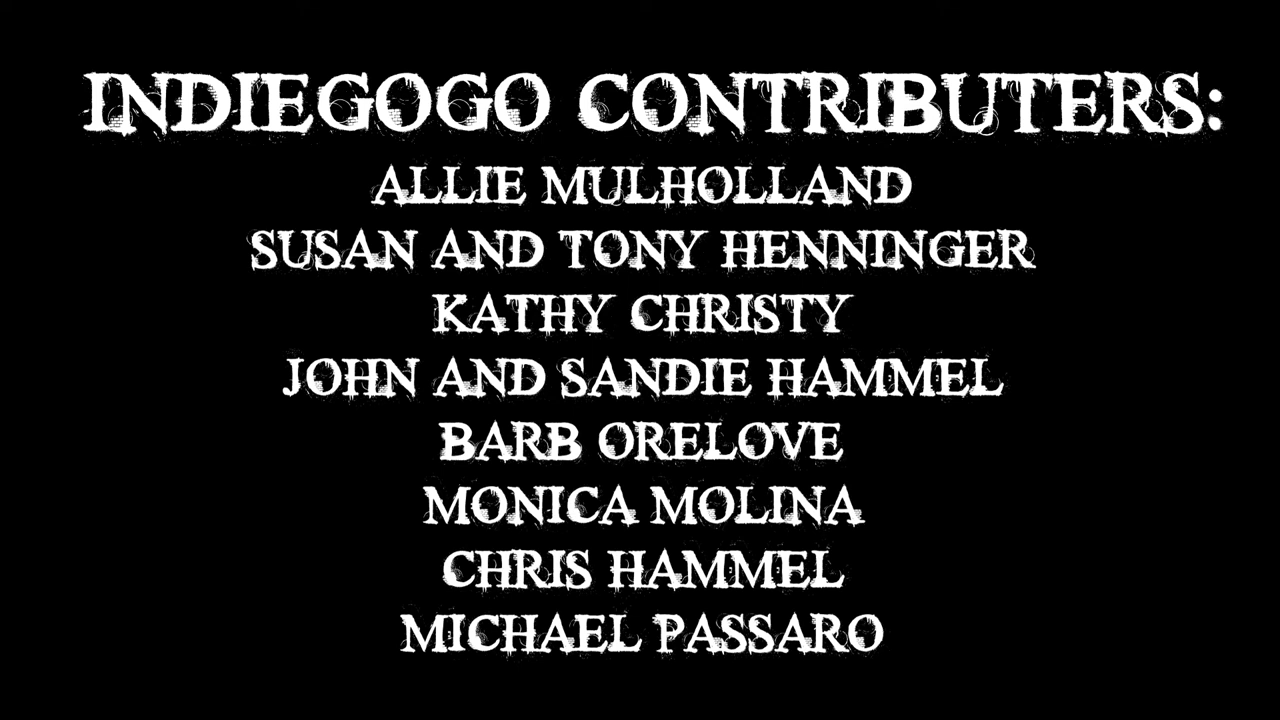 INDIEGOGO CONTRIBUTERS:
ALLIE MULHOLLAND
SUSAN AND TONY HENNINGER
KATHY CHRISTY
JOHN AND SANDIE HAMMEL
BARB ORELOVE
MONICA MOLINA
CHRIS HAMMEL
MICHAEL PASSARO